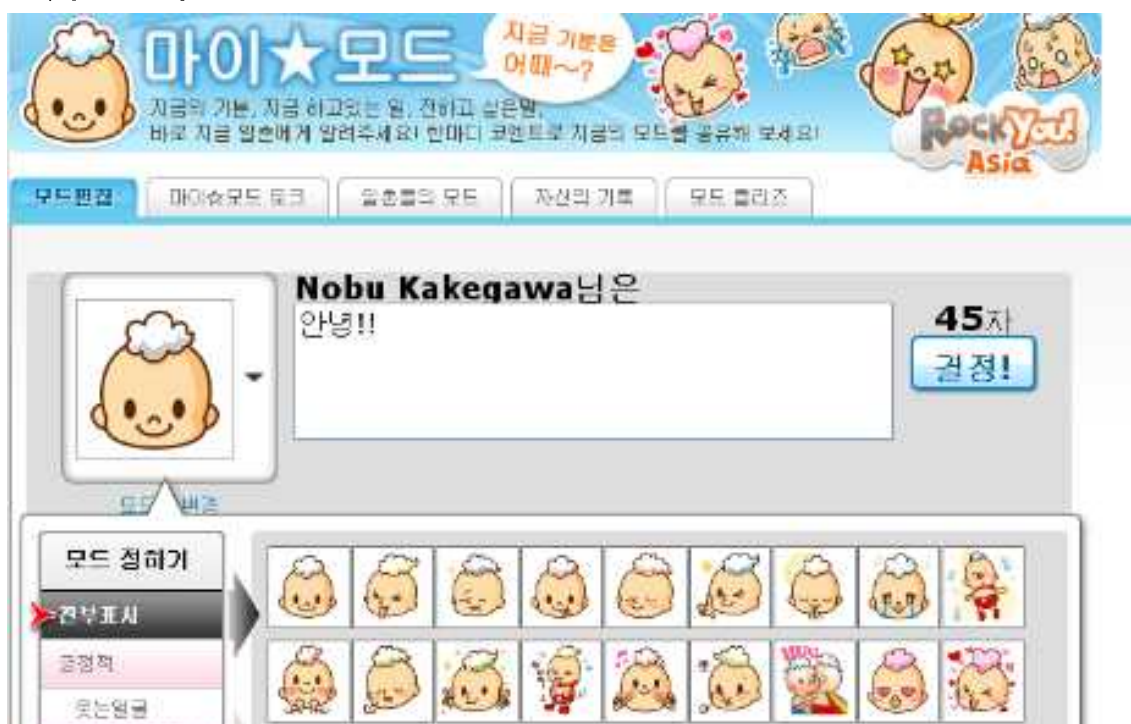 마이★모드
지금 기분은
어때~?
지금의 기분, 지금 하고있는 일, 전하고 싶은말,
바로 지금 일촌에게 알려주세요! 한마디 코멘트로 지금의 모드를 공유해 보세요!
RockYou!
Asia
모드편집 마이☆모드 토크 일촌들의 모드 자신의 기록 모드 플리즈
Nobu Kakegawa님은
안녕!!
45자
결정!
모드 변경
모드 정하기
전부표시
긍정적
웃는얼굴